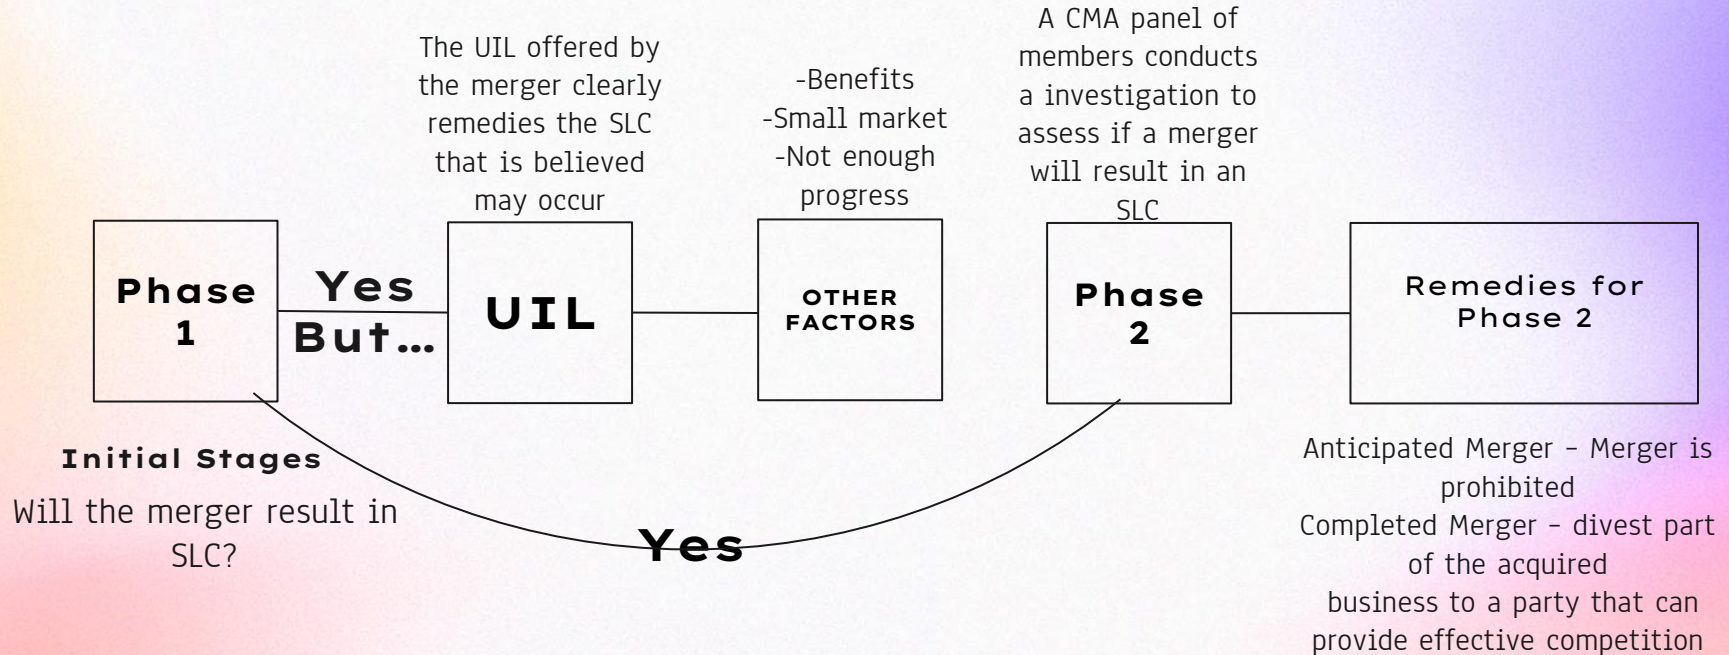 The UIL offered by
the merger clearly
remedies the SLC
that is believed
may occur
-Benefits
-Small market
-Not enough
progress
A CMA panel of
members conducts
a investigation to
assess if a merger
will result in an
SLC
Phase
1
Yes
But...
UIL
OTHER
FACTORS
Phase
2
Remedies for
Phase 2
Initial Stages
Will the merger result in
SLC?
Yes
Anticipated Merger – Merger is
prohibited
Completed Merger – divest part
of the acquired
business to a party that can
provide effective competition